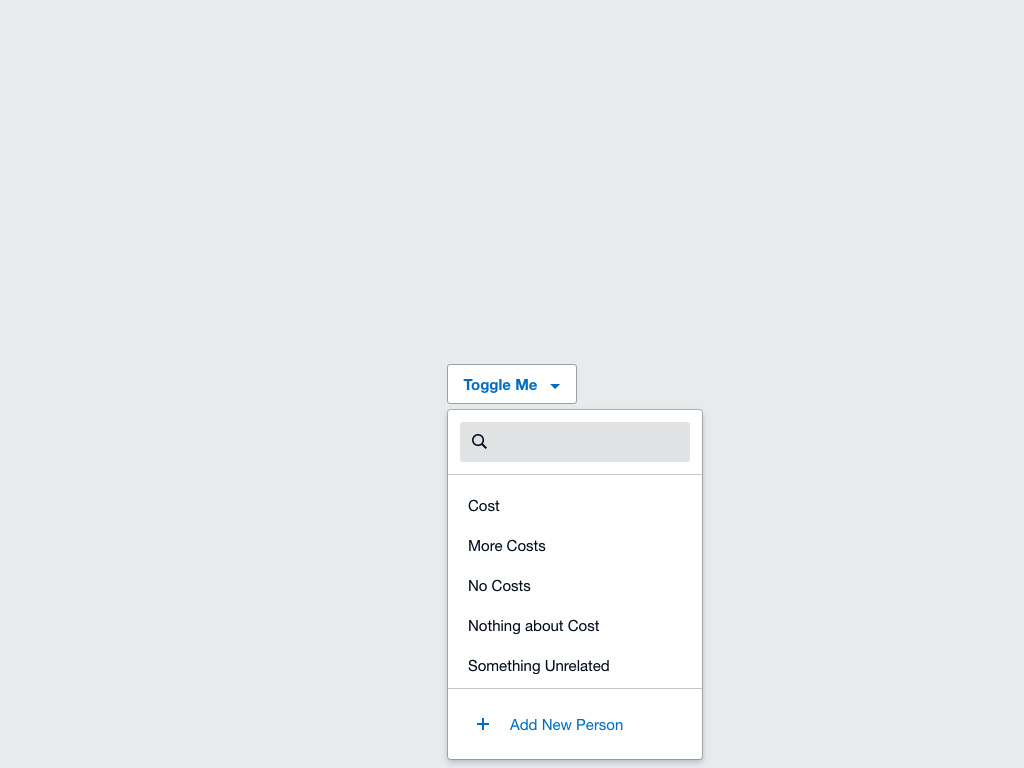 Toggle Me
Cost
More Costs
No Costs
Nothing about Cost
Something Unrelated
Add New Person